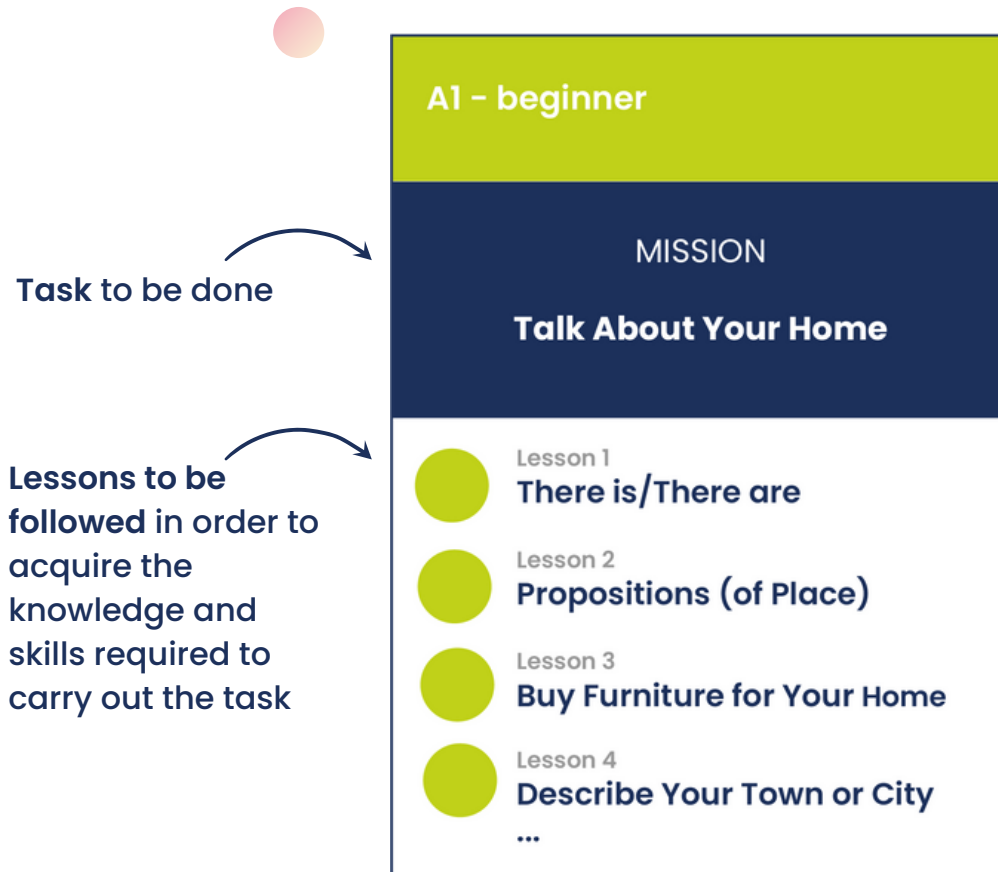 A1 - beginner
MISSION
Talk About Your Home
Task to be done
Lessons to be
followed in order to
acquire the
knowledge and
skills required to
carry out the task
Lesson 1
There is/There are
Lesson 2
Propositions (of Place)
Lesson 3
Buy Furniture for Your Home
Lesson 4
Describe Your Town or City
...